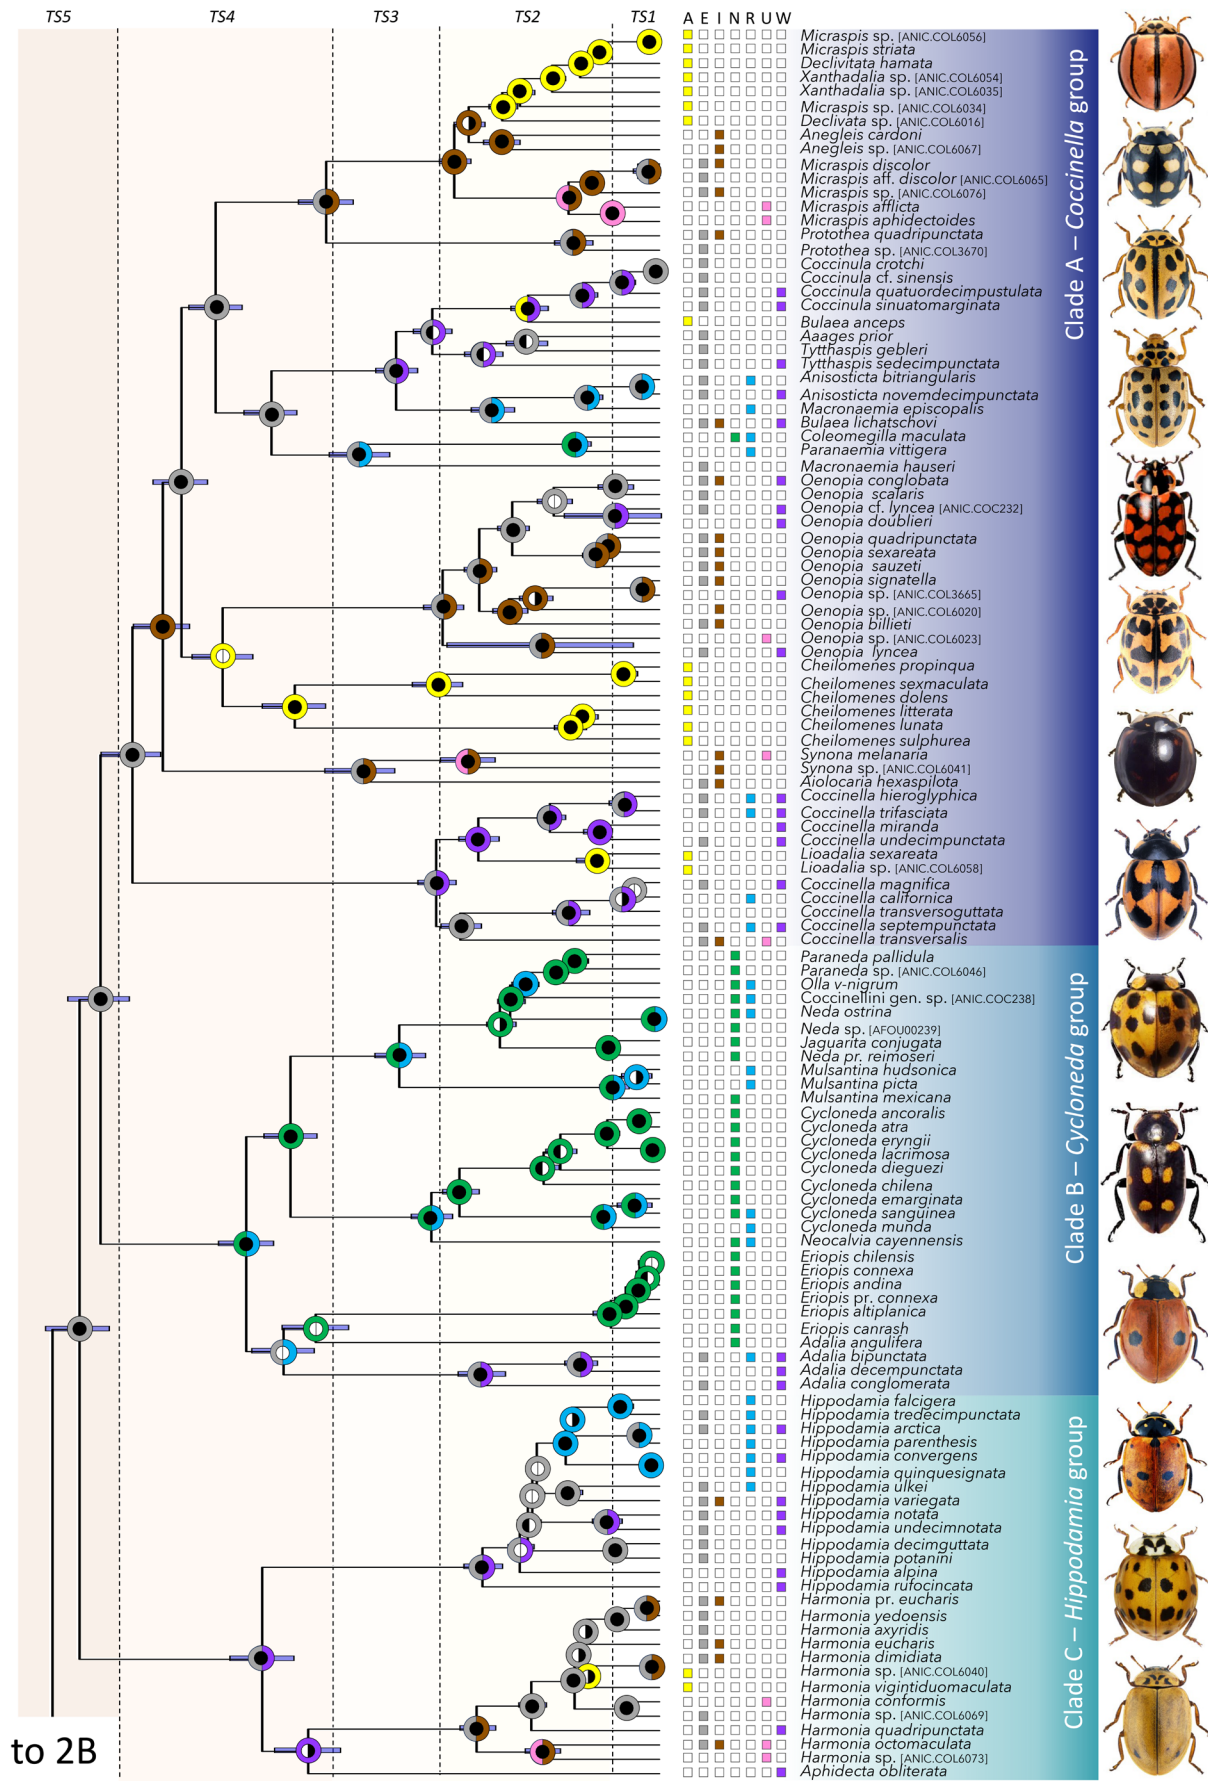 TS5 TS4 TS3 TS2 TS1 A E I N R U W
Micraspis sp. [ANIC.COL6056]
Micraspis striata
Declivitata hamata
Xanthadalia sp. [ANIC.COL6054]
Xanthadalia sp. [ANIC.COL6035]
Micraspis sp. [ANIC.COL6034]
Declivata sp. [ANIC.COL6016]
Anegleis cardoni
Anegleis sp. [ANIC.COL6067]
Micraspis discolor
Micraspis aff. discolor [ANIC.COL6065]
Micraspis sp. [ANIC.COL6076]
Micraspis afflicta
Micraspis aphidectoides
Protothea quadripunctata
Protothea sp. [ANIC.COL3670]
Coccinula crotchi
Coccinula cf. sinensis
Coccinula quatuordecimpustulata
Coccinula sinuatomarginata
Bulaea anceps
Aaages prior
Tytthaspis gebleri
Tytthaspis sedecimpunctata
Anisosticta bitriangularis
Anisosticta novemdecimpunctata
Macronaemia episcopalis
Bulaea lichatschovi
Coleomegilla maculata
Paranaemia vittigera
Macronaemia hauseri
Oenopia conglobata
Oenopia scalaris
Oenopia cf. lyncea [ANIC.COC232]
Oenopia doublieri
Oenopia quadripunctata
Oenopia sexareata
Oenopia sauzeti
Oenopia signatella
Oenopia sp. [ANIC.COL3665]
Oenopia sp. [ANIC.COL6020]
Oenopia billieti
Oenopia sp. [ANIC.COL6023]
Oenopia lyncea
Cheilomenes propinqua
Cheilomenes sexmaculata
Cheilomenes dolens
Cheilomenes litterata
Cheilomenes lunata
Cheilomenes sulphurea
Synona melanaria
Synona sp. [ANIC.COL6041]
Aiolocaria hexaspilota
Coccinella hieroglyphica
Coccinella trifasciata
Coccinella miranda
Coccinella undecimpunctata
Lioadalia sexareata
Lioadalia sp. [ANIC.COL6058]
Coccinella magnifica
Coccinella californica
Coccinella transversoguttata
Coccinella septempunctata
Coccinella transversalis
Clade A – Coccinella group
Paraneda pallidula
Paraneda sp. [ANIC.COL6046]
Olla v-nigrum
Coccinellini gen. sp. [ANIC.COC238]
Neda ostrina
Neda sp. [AFOU00239]
Jaguarita conjugata
Neda pr. reimoseri
Mulsantina hudsonica
Mulsantina picta
Mulsantina mexicana
Cycloneda ancoralis
Cycloneda atra
Cycloneda eryngii
Cycloneda lacrimosa
Cycloneda dieguezi
Cycloneda chilena
Cycloneda emarginata
Cycloneda sanguinea
Cycloneda munda
Neocalvia cayennensis
Eriopis chilensis
Eriopis connexa
Eriopis andina
Eriopis pr. connexa
Eriopis altiplanica
Eriopis canrash
Adalia angulifera
Adalia bipunctata
Adalia decempunctata
Adalia conglomerata
Clade B – Cycloneda group
Hippodamia falcigera
Hippodamia tredecimpunctata
Hippodamia arctica
Hippodamia parenthesis
Hippodamia convergens
Hippodamia quinquesignata
Hippodamia ulkei
Hippodamia variegata
Hippodamia notata
Hippodamia undecimnotata
Hippodamia decimguttata
Hippodamia potanini
Hippodamia alpina
Hippodamia rufocincata
Harmonia pr. eucharis
Harmonia yedoensis
Harmonia axyridis
Harmonia eucharis
Harmonia dimidiata
Harmonia sp. [ANIC.COL6040]
Harmonia vigintiduomaculata
Harmonia conformis
Harmonia sp. [ANIC.COL6069]
Harmonia quadripunctata
Harmonia octomaculata
Harmonia sp. [ANIC.COL6073]
Aphidecta obliterata
Clade C – Hippodamia group
to 2B